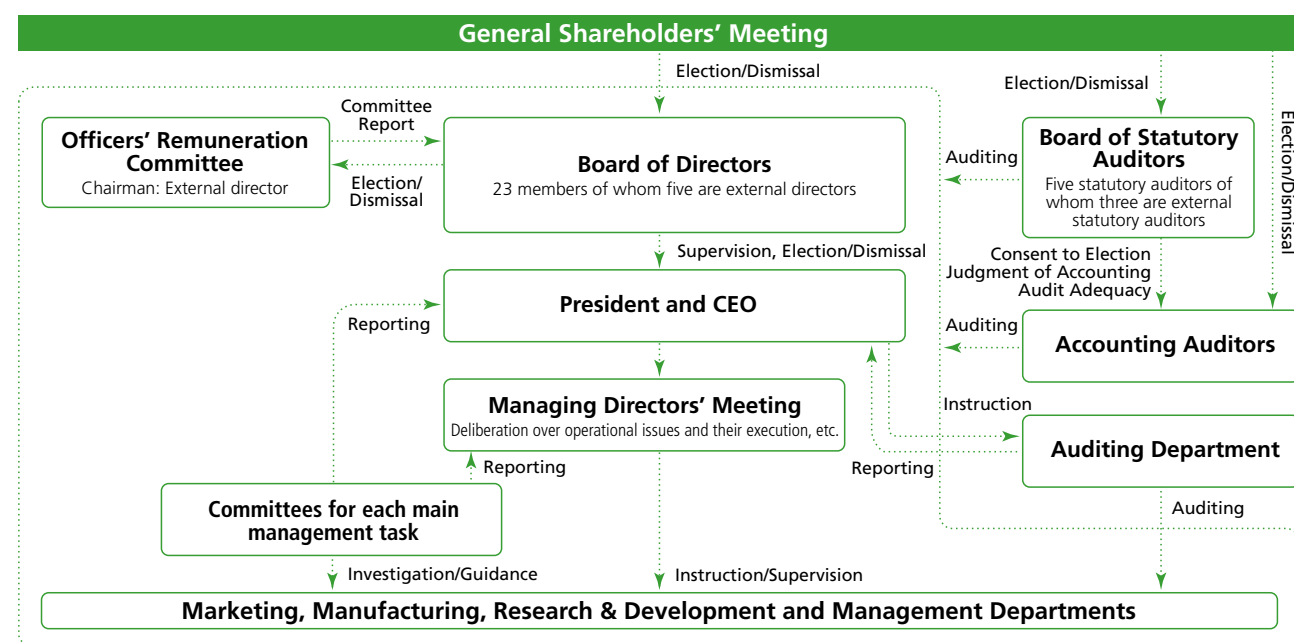 General Shareholders’ Meeting
Election/Dismissal
Election/Dismissal
Election/Dismissal
Committee
Report
Officers’ Remuneration
Committee
Chairman: External director
Election/
Dismissal
Board of Directors
23 members of whom five are external directors
Auditing
Board of Statutory
Auditors
Five statutory auditors of
whom three are external
statutory auditors
Supervision, Election/Dismissal
Consent to Election
Judgment of Accounting
Audit Adequacy
President and CEO
Reporting
Auditing
Accounting Auditors
Managing Directors’ Meeting
Deliberation over operational issues and their execution, etc.
Instruction
Auditing Department
Reporting
Reporting
Committees for each main
management task
Auditing
Investigation/Guidance
Instruction/Supervision
Marketing, Manufacturing, Research & Development and Management Departments